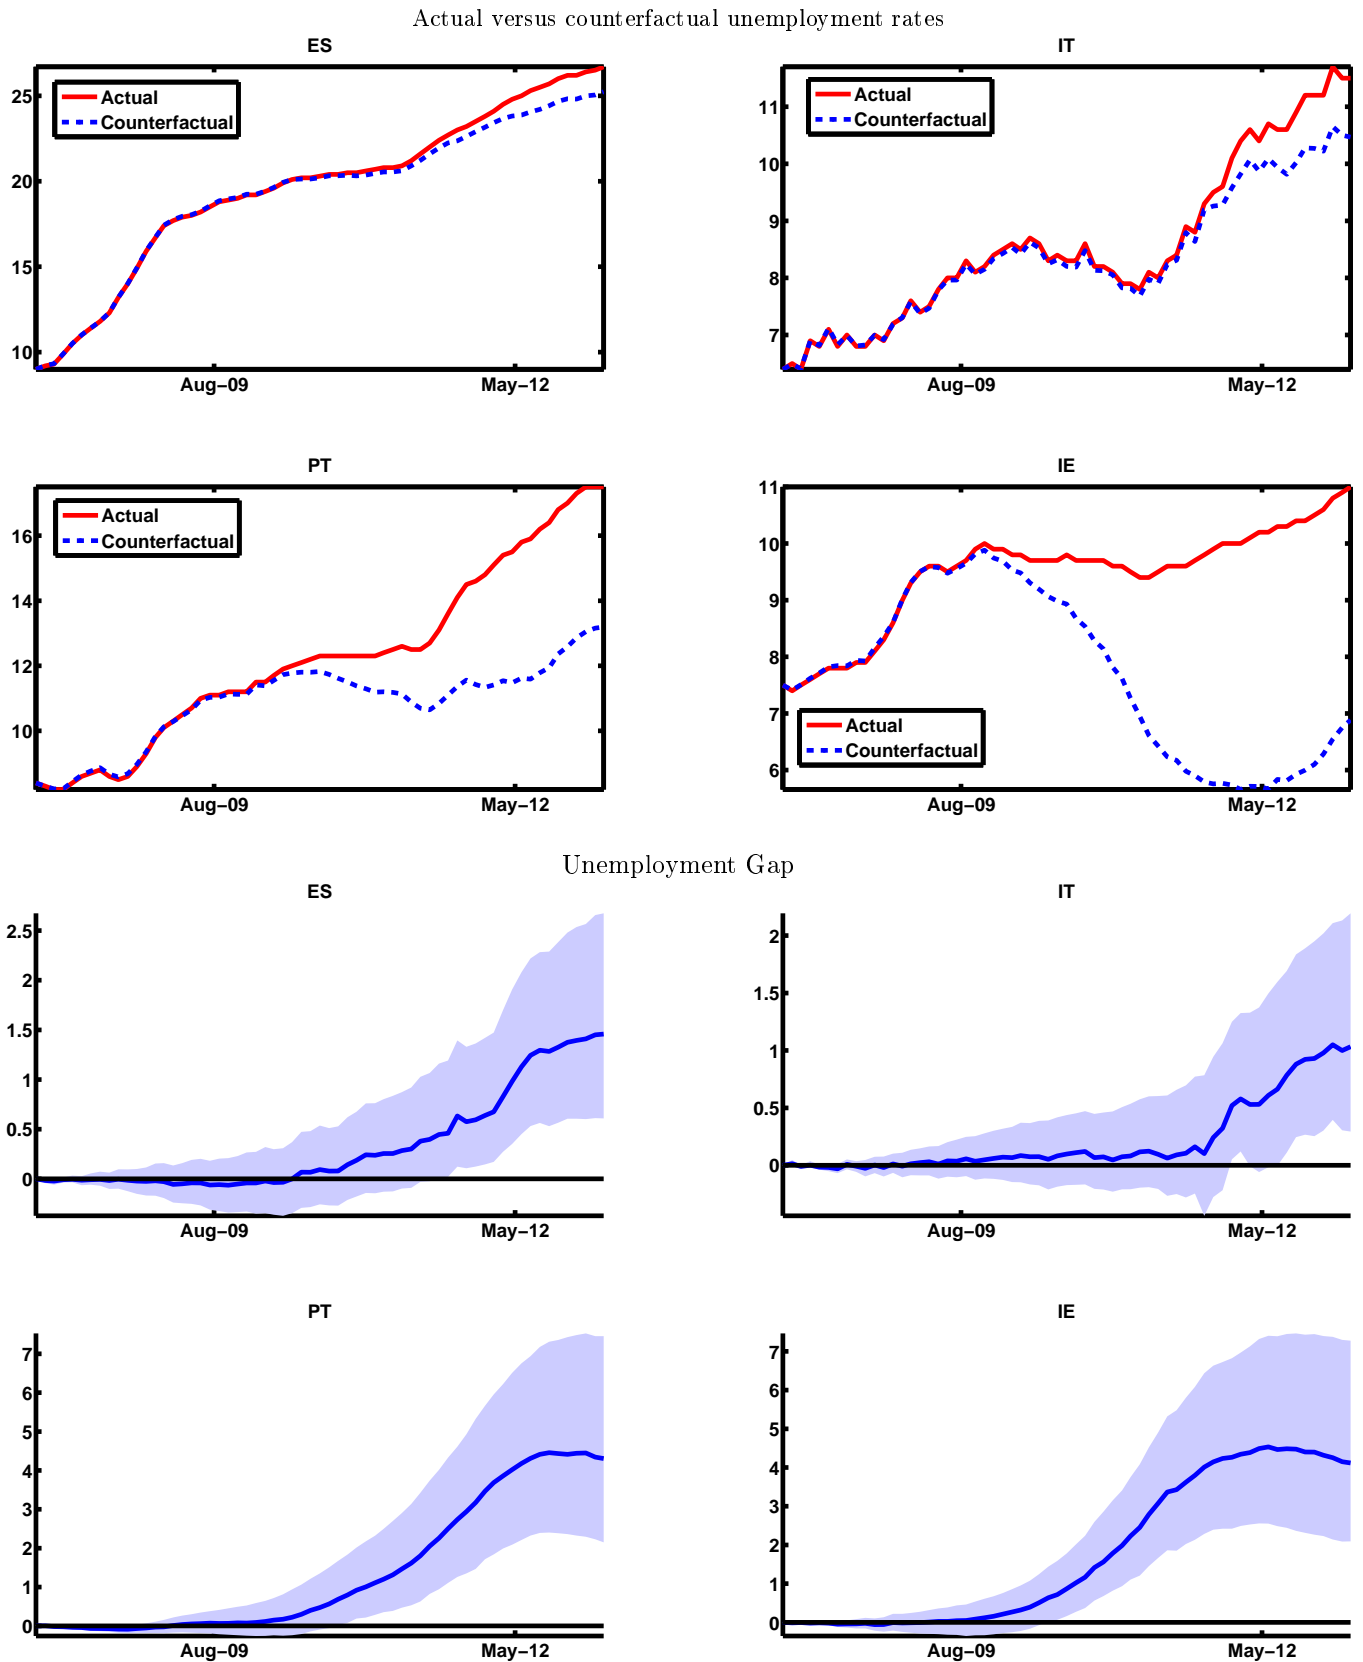 Actual versus counterfactual unemployment rates
ES
IT
25
20
15
10
Actual
Counterfactual
Aug–09
May–12
11
10
9
8
7
Actual
Counterfactual
Aug–09
May–12
PT
IE
16
14
12
10
Actual
Counterfactual
Aug–09
May–12
11
10
9
8
7
6
Actual
Counterfactual
Aug–09
May–12
Unemployment Gap
ES
IT
2.5
2
1.5
1
0.5
0
Aug–09
May–12
2
1.5
1
0.5
0
Aug–09
May–12
PT
IE
7
6
5
4
3
2
1
0
Aug–09
May–12
7
6
5
4
3
2
1
0
Aug–09
May–12